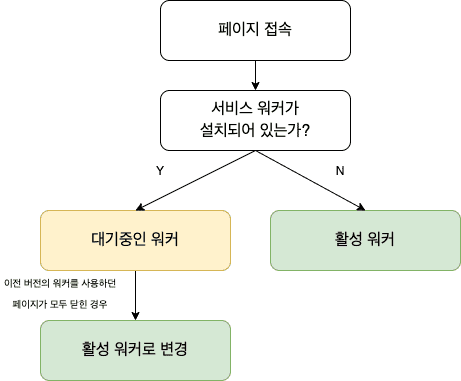 페이지 접속
서비스 워커가
설치되어 있는가?
Y
N
대기중인 워커
활성 워커
이전 버전의 워커를 사용하던
페이지가 모두 닫힌 경우
활성 워커로 변경